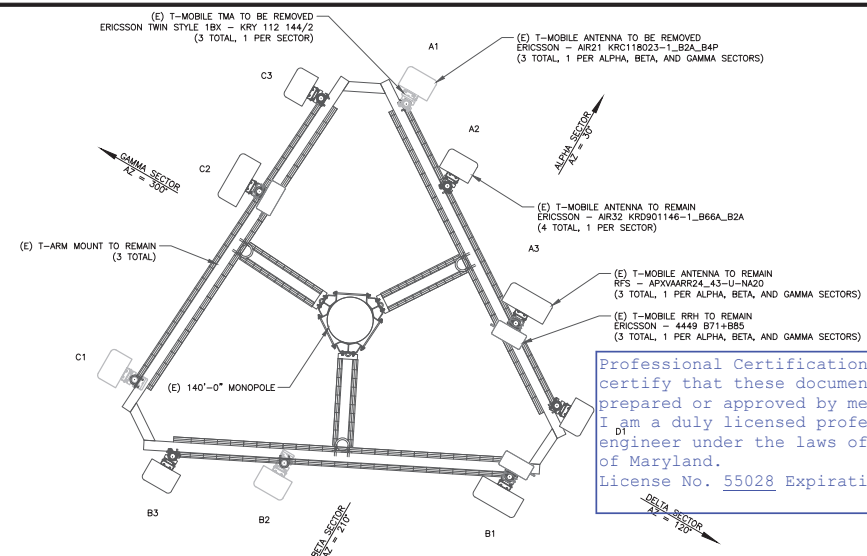 (E) T-MOBILE TMA TO BE REMOVED
ERICSSON TWIN STYLE 1BX - KRY 112 144/2
(3 TOTAL, 1 PER SECTOR)
(E) T-MOBILE ANTENNA TO BE REMOVED
ERICSSON - AIR21 KRC118023-1_B2A_B4P
(3 TOTAL, 1 PER ALPHA, BETA, AND GAMMA SECTORS)
A1
C3
A2
ALPHA SECTOR
AZ = 30°
GAMMA SECTOR
AZ = 300°
C2
(E) T-MOBILE ANTENNA TO REMAIN
ERICSSON - AIR32 KRD901146-1_B66A_B2A
(4 TOTAL, 1 PER SECTOR)
A3
(E) T-ARM MOUNT TO REMAIN
(3 TOTAL)
(E) T-MOBILE ANTENNA TO REMAIN
RFS - APXVAARR24_43-U-NA20
(3 TOTAL, 1 PER ALPHA, BETA, AND GAMMA SECTORS)
(E) T-MOBILE RRH TO REMAIN
ERICSSON - 4449 B71+B85
(3 TOTAL, 1 PER ALPHA, BETA, AND GAMMA SECTORS)
C1
(E) 140'-0" MONOPOLE
Professional Certification
certify that these documen
prepared or approved by me
I am a duly licensed profe
D1
engineer under the laws of
of Maryland.
License No. 55028 Expirati
B3
B2
B1
BETA SECTOR
AZ = 210°
DELTA SECTOR
AZ = 120°